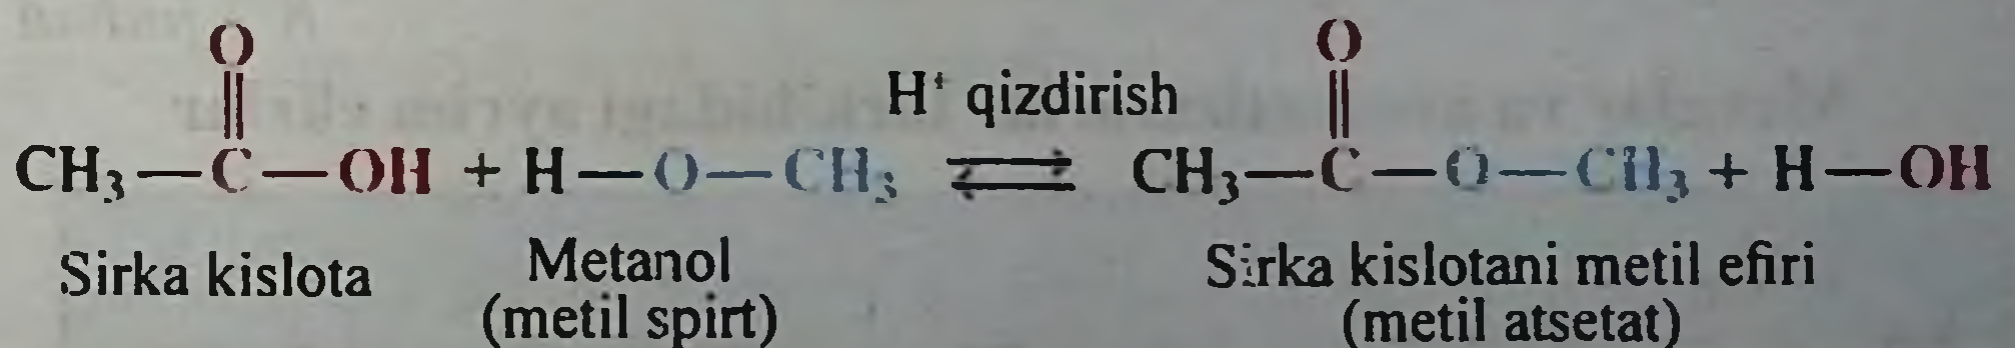 O O
H⁺ qizdirish
CH₃—C—OH + H—O—CH₃ ⇌ CH₃—C—O—CH₃ + H—OH
Sirka kislota Metanol Sirka kislotani metil efiri
(metil spirt) (metil atsetat)